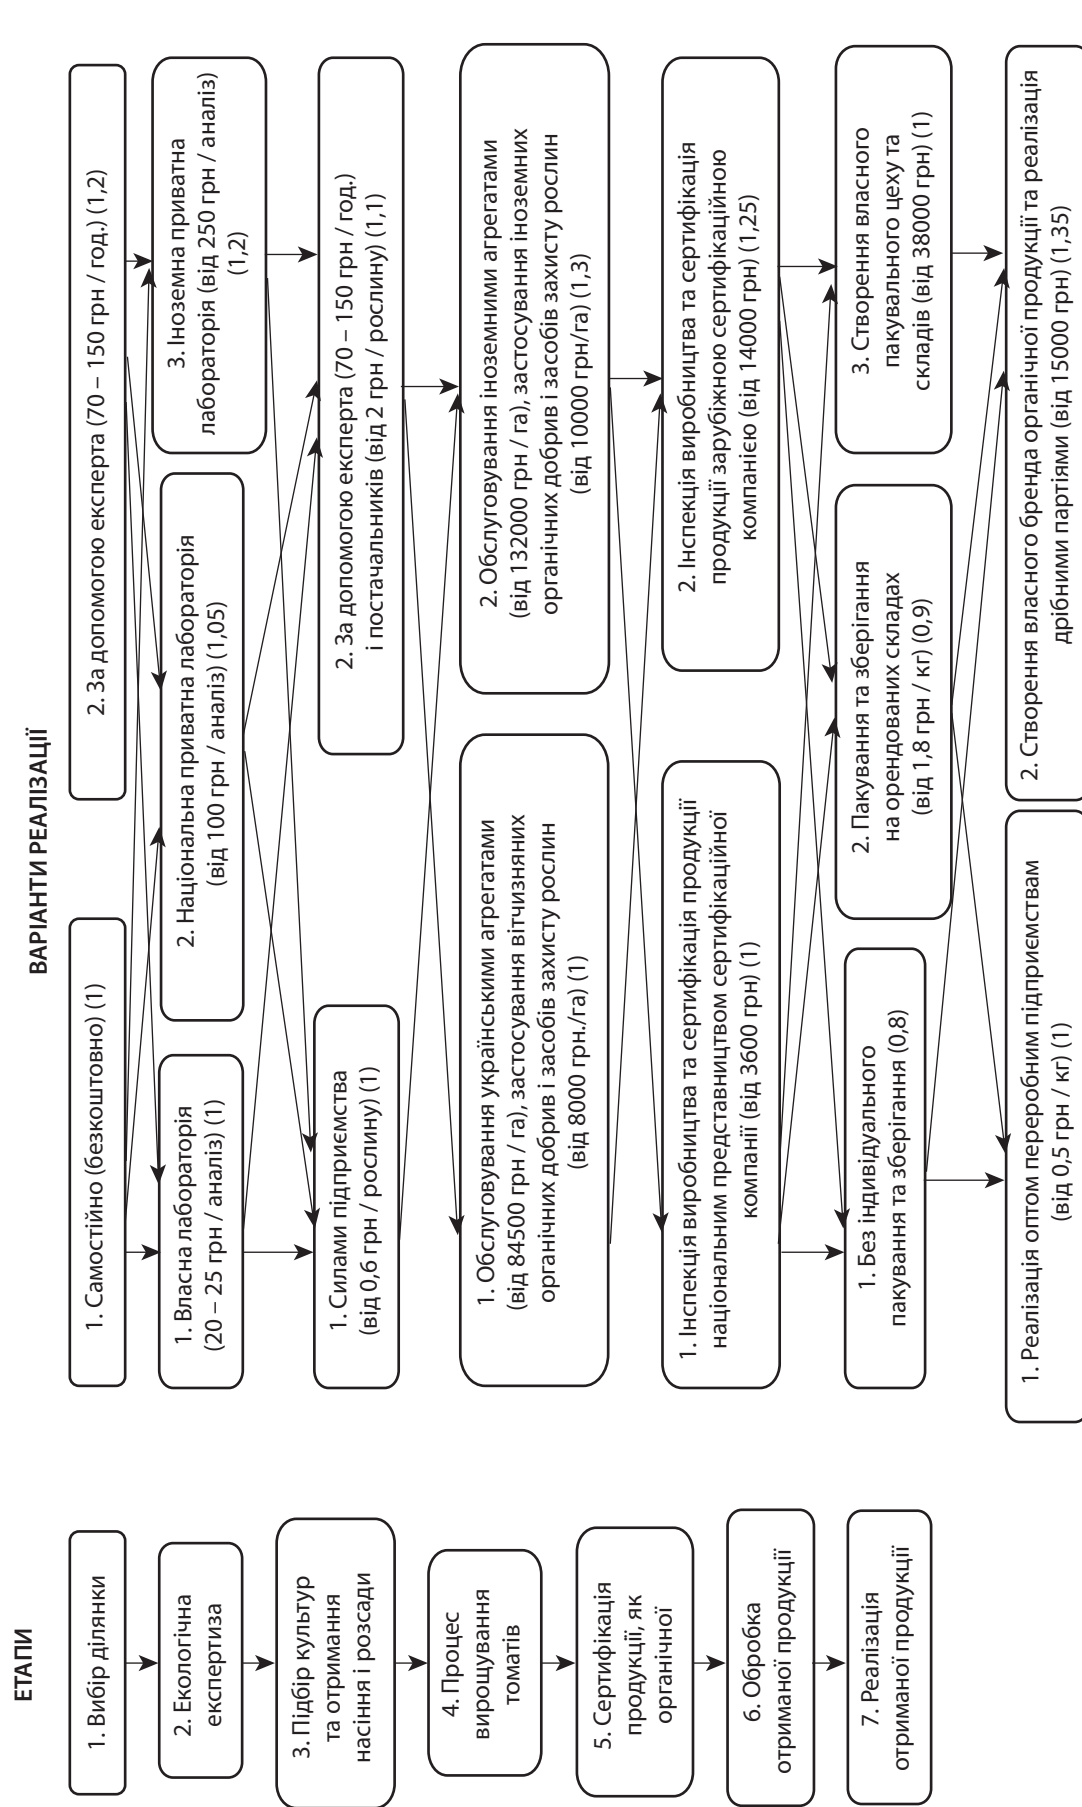 ЕТАПИ
1. Вибір ділянки
2. Екологічна
експертиза
3. Підбір культур
та отримання
насіння і розсади
4. Процес
вирощування
томатів
5. Сертифікація
продукції, як
органічної
6. Обробка
отриманої продукції
7. Реалізація
отриманої продукції
ВАРІАНТИ РЕАЛІЗАЦІЇ
1. Самостійно (безкоштовно) (1)
2. За допомогою експерта (70 – 150 грн / год.) (1,2)
1. Власна лабораторія
(20 – 25 грн / аналіз) (1)
2. Національна приватна лабораторія
(від 100 грн / аналіз) (1,05)
3. Іноземна приватна
лабораторія (від 250 грн / аналіз)
(1,2)
1. Силами підприємства
(від 0,6 грн / рослину) (1)
2. За допомогою експерта (70 – 150 грн / год.)
і постачальників (від 2 грн / рослину) (1,1)
1. Обслуговування українськими агрегатами
(від 84500 грн / га), застосування вітчизняних
органічних добрив і засобів захисту рослин
(від 8000 грн./га) (1)
2. Обслуговування іноземними агрегатами
(від 132000 грн / га), застосування іноземних
органічних добрив і засобів захисту рослин
(від 10000 грн/га) (1,3)
1. Інспекція виробництва та сертифікація продукції
національним представництвом сертифікаційної
компанії (від 3600 грн) (1)
2. Інспекція виробництва та сертифікація
продукції зарубіжною сертифікаційною
компанією (від 14000 грн) (1,25)
1. Без індивідуального
пакування та зберігання (0,8)
2. Пакування та зберігання
на орендованих складах
(від 1,8 грн / кг) (0,9)
3. Створення власного
пакувального цеху та
складів (від 38000 грн) (1)
1. Реалізація оптом переробним підприємствам
(від 0,5 грн / кг) (1)
2. Створення власного бренда органічної продукції та реалізація
дрібними партіями (від 15000 грн) (1,35)